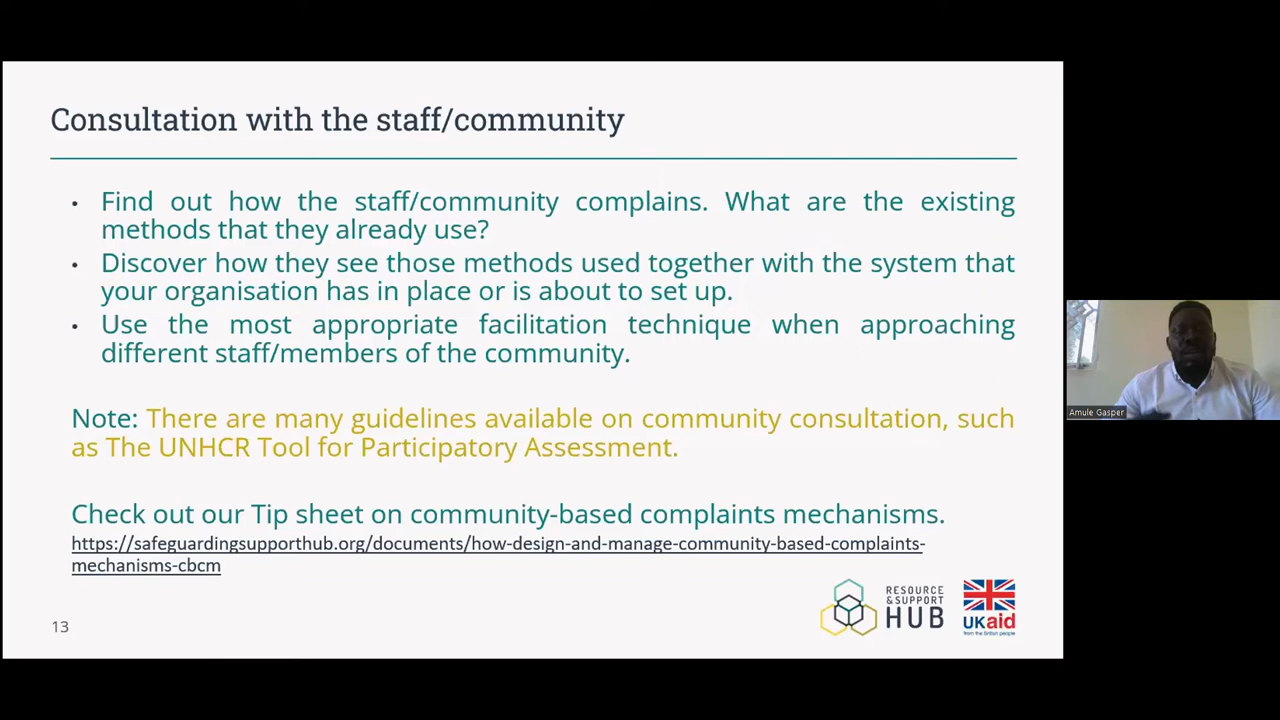 Consultation with the staff/community
• Find out how the staff/community complains. What are the existing
methods that they already use?
• Discover how they see those methods used together with the system that
your organisation has in place or is about to set up.
• Use the most appropriate facilitation technique when approaching
different staff/members of the community.
Note: There are many guidelines available on community consultation, such
as The UNHCR Tool for Participatory Assessment.
Check out our Tip sheet on community-based complaints mechanisms.
https://safeguardingsupporthub.org/documents/how-design-and-manage-community-based-complaints-
mechanisms-cbcm
RESOURCE
& SUPPORT
HUB
UKaid
from the British people
13
Amule Gasper